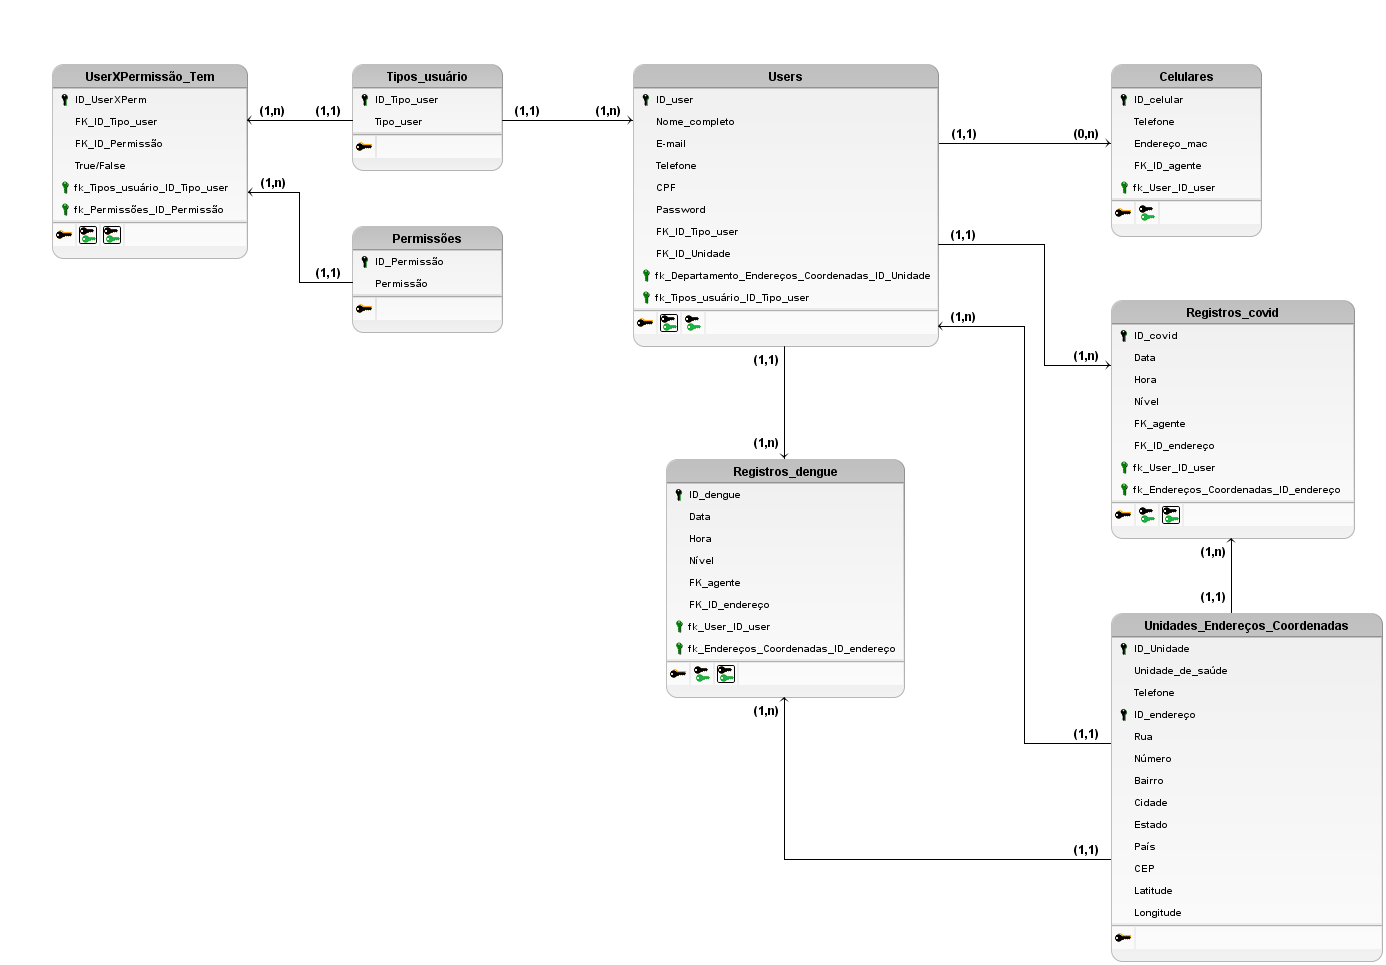 UserXPermissão_Tem
ID_UserXPerm
FK_ID_Tipo_user
FK_ID_Permissão
True/False
fk_Tipos_usuário_ID_Tipo_user
fk_Permissões_ID_Permissão
(1,n)
(1,1)
(1,n)
(1,1)
Tipos_usuário
ID_Tipo_user
Tipo_user
Permissões
ID_Permissão
Permissão
(1,1)
(1,n)
Users
ID_user
Nome_completo
E-mail
Telefone
CPF
Password
FK_ID_Tipo_user
FK_ID_Unidade
fk_Departamento_Endereços_Coordenadas_ID_Unidade
fk_Tipos_usuário_ID_Tipo_user
(1,1)
(0,n)
(1,1)
(1,n)
(1,n)
(1,1)
(1,n)
Celulares
ID_celular
Telefone
Endereço_mac
FK_ID_agente
fk_User_ID_user
Registros_covid
ID_covid
Data
Hora
Nível
FK_agente
FK_ID_endereço
fk_User_ID_user
fk_Endereços_Coordenadas_ID_endereço
(1,n)
(1,1)
Registros_dengue
ID_dengue
Data
Hora
Nível
FK_agente
FK_ID_endereço
fk_User_ID_user
fk_Endereços_Coordenadas_ID_endereço
(1,n)
(1,1)
(1,1)
Unidades_Endereços_Coordenadas
ID_Unidade
Unidade_de_saúde
Telefone
ID_endereço
Rua
Número
Bairro
Cidade
Estado
País
CEP
Latitude
Longitude